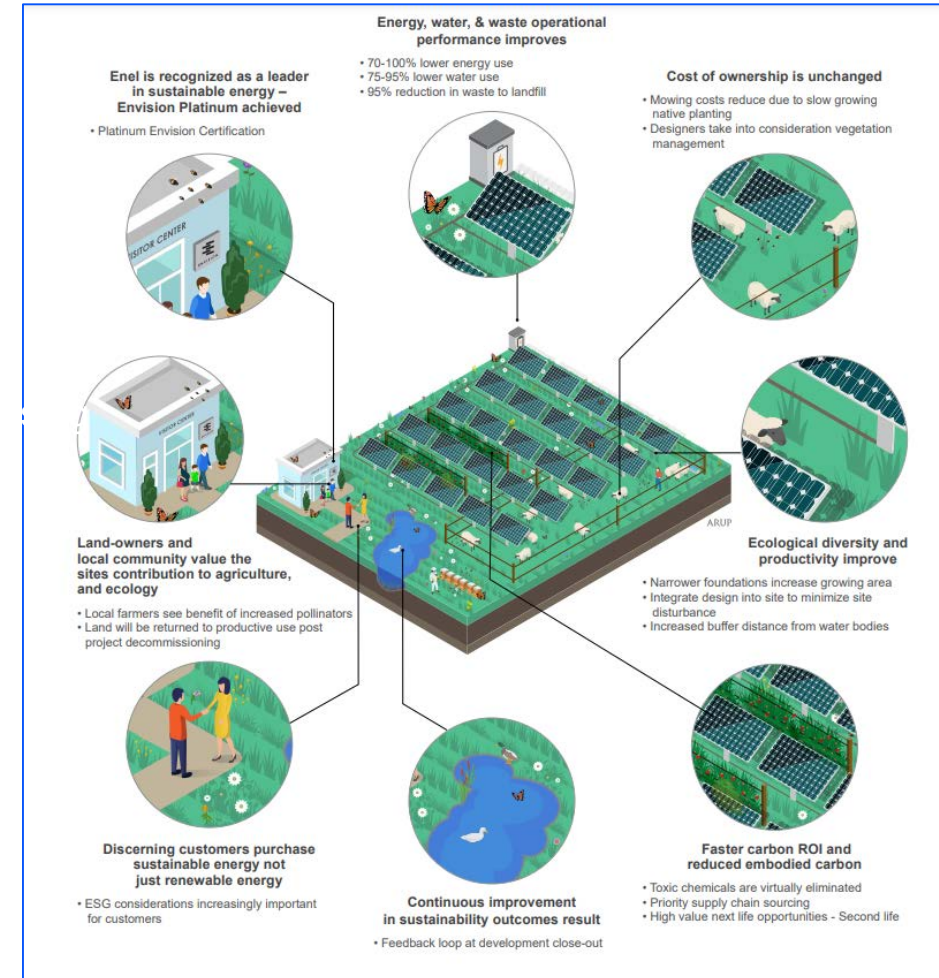 Energy, water, & waste operational
performance improves
• 70-100% lower energy use
• 75-95% lower water use
• 95% reduction in waste to landfill
Enel is recognized as a leader
in sustainable energy –
Envision Platinum achieved
• Platinum Envision Certification
Cost of ownership is unchanged
• Mowing costs reduce due to slow growing
native planting
• Designers take into consideration vegetation
management
VISITOR CENTER
ENVISION
VISITOR CENTER
VISITOR CENTER
ARUP
Land-owners and
local community value the
sites contribution to agriculture,
and ecology
• Local farmers see benefit of increased pollinators
• Land will be returned to productive use post
project decommissioning
Ecological diversity and
productivity improve
• Narrower foundations increase growing area
• Integrate design into site to minimize site
disturbance
• Increased buffer distance from water bodies
Discerning customers purchase
sustainable energy not
just renewable energy
• ESG considerations increasingly important
for customers
Continuous improvement
in sustainability outcomes result
• Feedback loop at development close-out
Faster carbon ROI and
reduced embodied carbon
• Toxic chemicals are virtually eliminated
• Priority supply chain sourcing
• High value next life opportunities - Second life